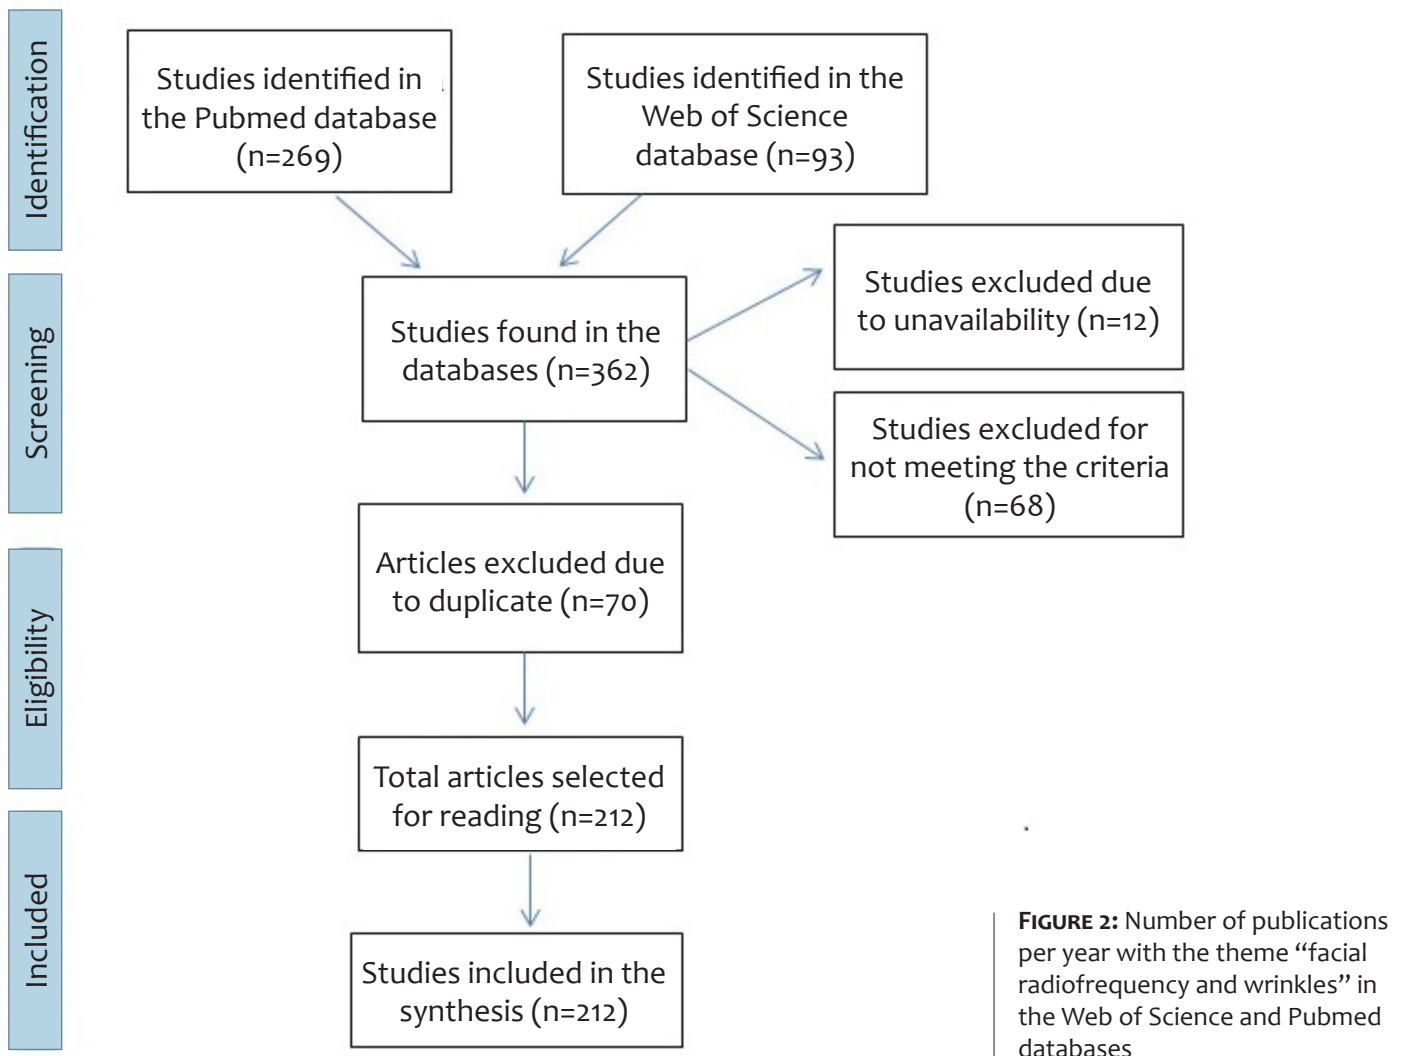 Identification
Studies identified in
the Pubmed database
(n=269)
Studies identified in the
Web of Science
database (n=93)
Screening
Studies found in the
databases (n=362)
Studies excluded due
to unavailability (n=12)
Studies excluded for
not meeting the criteria
(n=68)
Eligibility
Articles excluded due
to duplicate (n=70)
Total articles selected
for reading (n=212)
Included
Studies included in the
synthesis (n=212)
FIGURE 2: Number of publications
per year with the theme “facial
radiofrequency and wrinkles” in
the Web of Science and Pubmed
databases